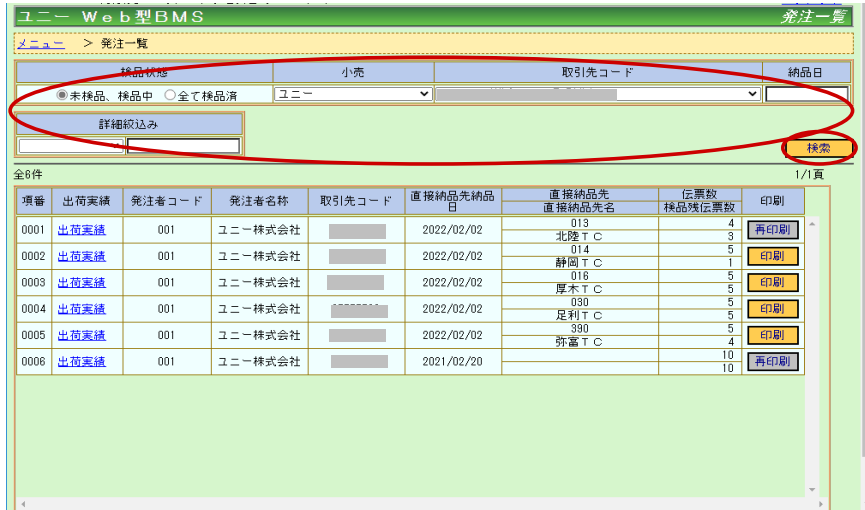 ユニー Ｗｅｂ型ＢＭＳ 発注一覧
メニュー > 発注一覧
検品状態 小売 取引先コード 納品日
未検品、検品中 全て検品済 ユニー
詳細絞込み
検索
全6件 1/1頁
項番 出荷実績 発注者コード 発注者名称 取引先コード 直接納品先納品日 直接納品先 伝票数 印刷
直接納品先名 検品残伝票数
0001 出荷実績 001 ユニー株式会社 2022/02/02 013 4 再印刷
北陸ＴＣ 3
0002 出荷実績 001 ユニー株式会社 2022/02/02 014 5 印刷
静岡ＴＣ 1
0003 出荷実績 001 ユニー株式会社 2022/02/02 016 5 印刷
厚木ＴＣ 5
0004 出荷実績 001 ユニー株式会社 2022/02/02 030 5 印刷
足利ＴＣ 5
0005 出荷実績 001 ユニー株式会社 2022/02/02 390 5 印刷
弥富ＴＣ 4
0006 出荷実績 001 ユニー株式会社 2021/02/20 10 再印刷
10